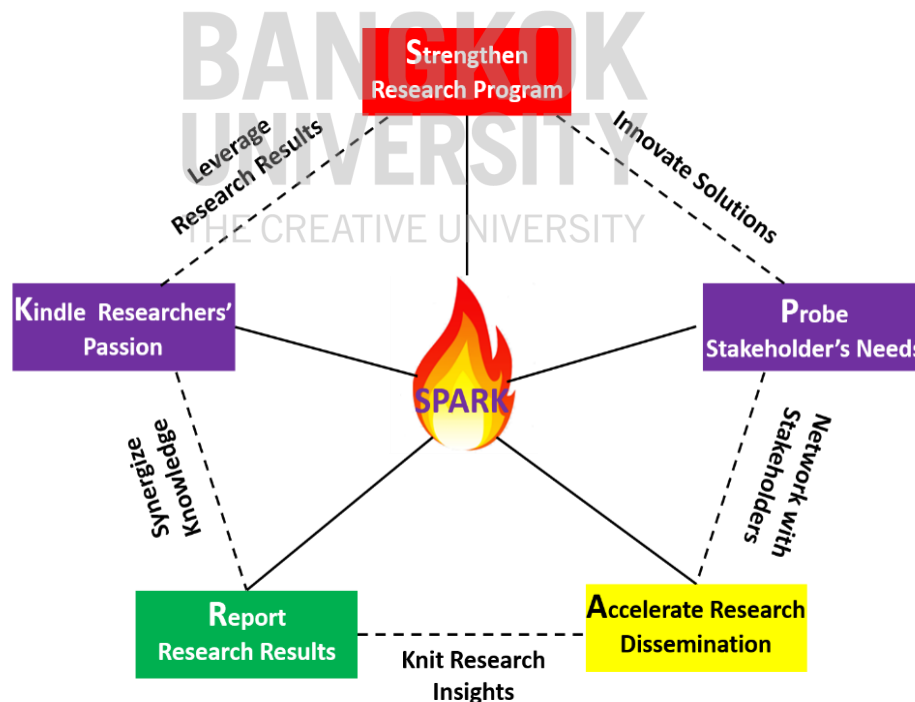 BANGKOK
UNIVERSITY
THE CREATIVE UNIVERSITY
Strengthen
Research Program
Leverage
Research Results
Innovate Solutions
Kindle Researchers'
Passion
Probe
Stakeholder's Needs
SPARK
Synergize
Knowledge
Network with
Stakeholders
Report
Research Results
Accelerate Research
Dissemination
Knit Research
Insights